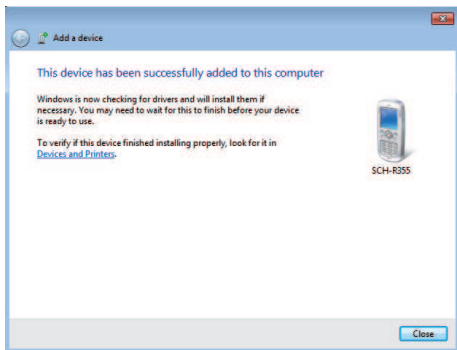 Add a device
This device has been successfully added to this computer
Windows is now checking for drivers and will install them if
necessary. You may need to wait for this to finish before your device
is ready to use.
To verify if this device finished installing properly, look for it in
Devices and Printers.
SCH-R355
Close